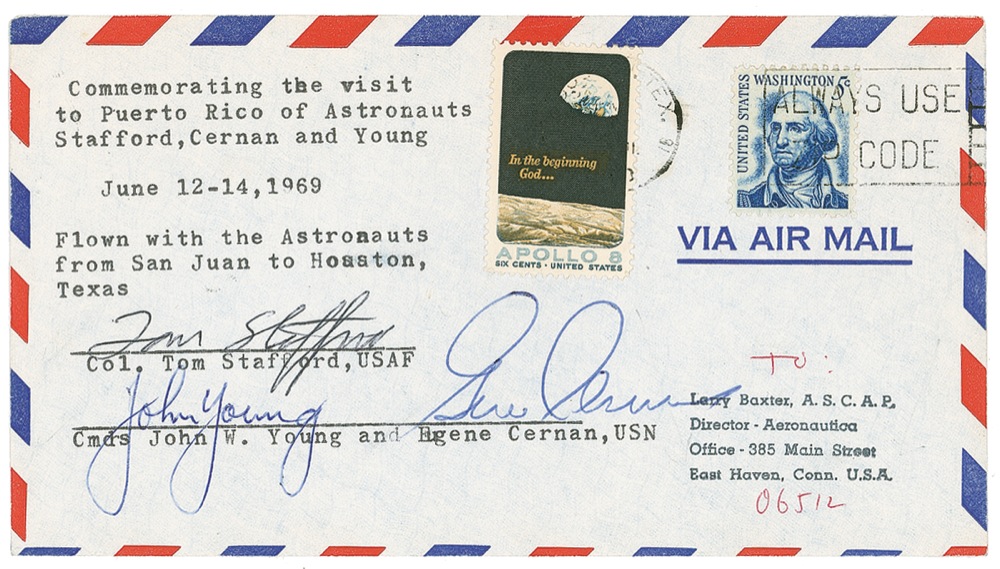 Commemorating the visit
to Puerto Rico of Astronauts
Stafford,Cernan and Young
June 12-14,1969
Flown with the Astronauts
from San Juan to Houston,
Texas
Tom Stafford
Col. Tom Stafford,USAF
John Young
Gene Cernan
Cmds John W. Young and Eugene Cernan,USN
In the beginning
God...
APOLLO 8
SIX CENTS · UNITED STATES
TEX.
UNITED STATES
WASHINGTON 5c
ALWAYS USE
CODE
VIA AIR MAIL
TO:
Larry Baxter, A. S. C. A. P.
Director - Aeronautica
Office - 385 Main Street
East Haven, Conn. U.S.A.
06512